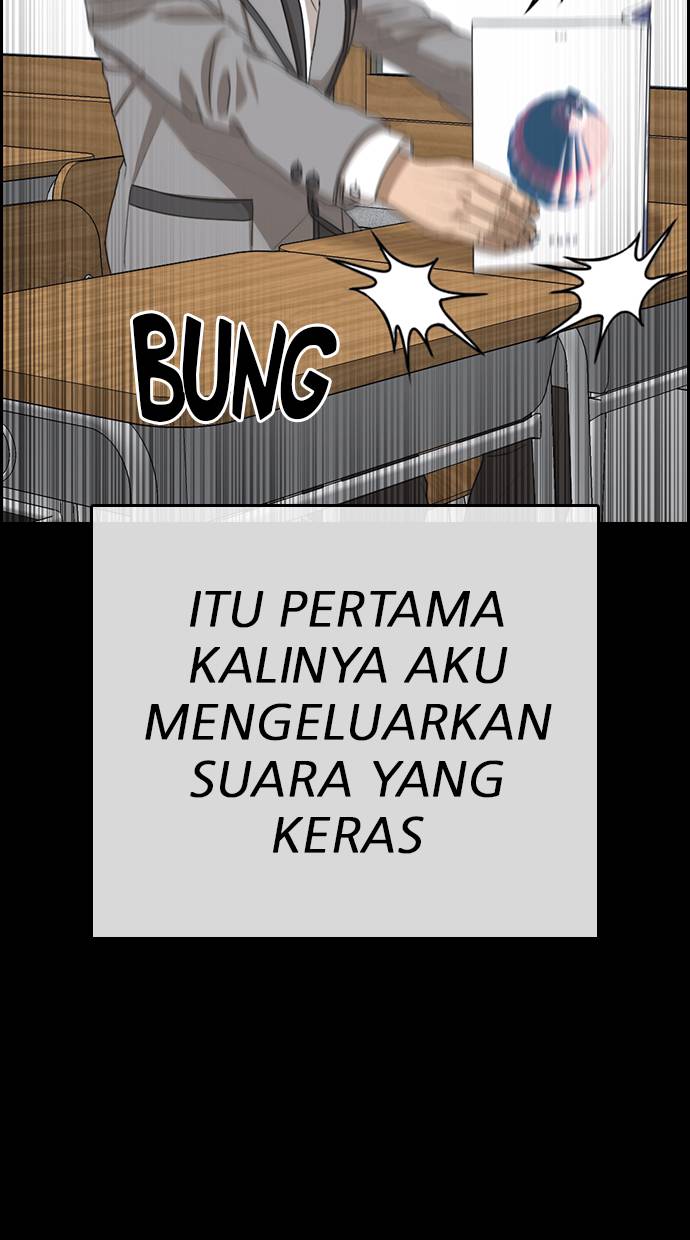 BUNG
ITU PERTAMA
KALINYA AKU
MENGELUARKAN
SUARA YANG
KERAS